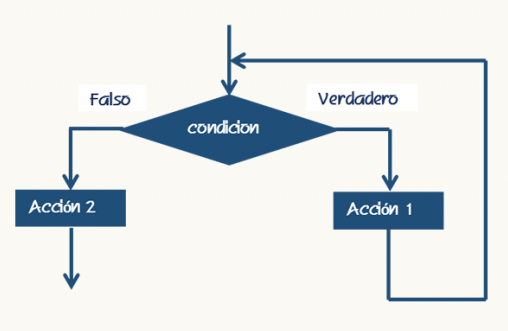 Falso
Verdadero
condicion
Acción 2
Acción 1